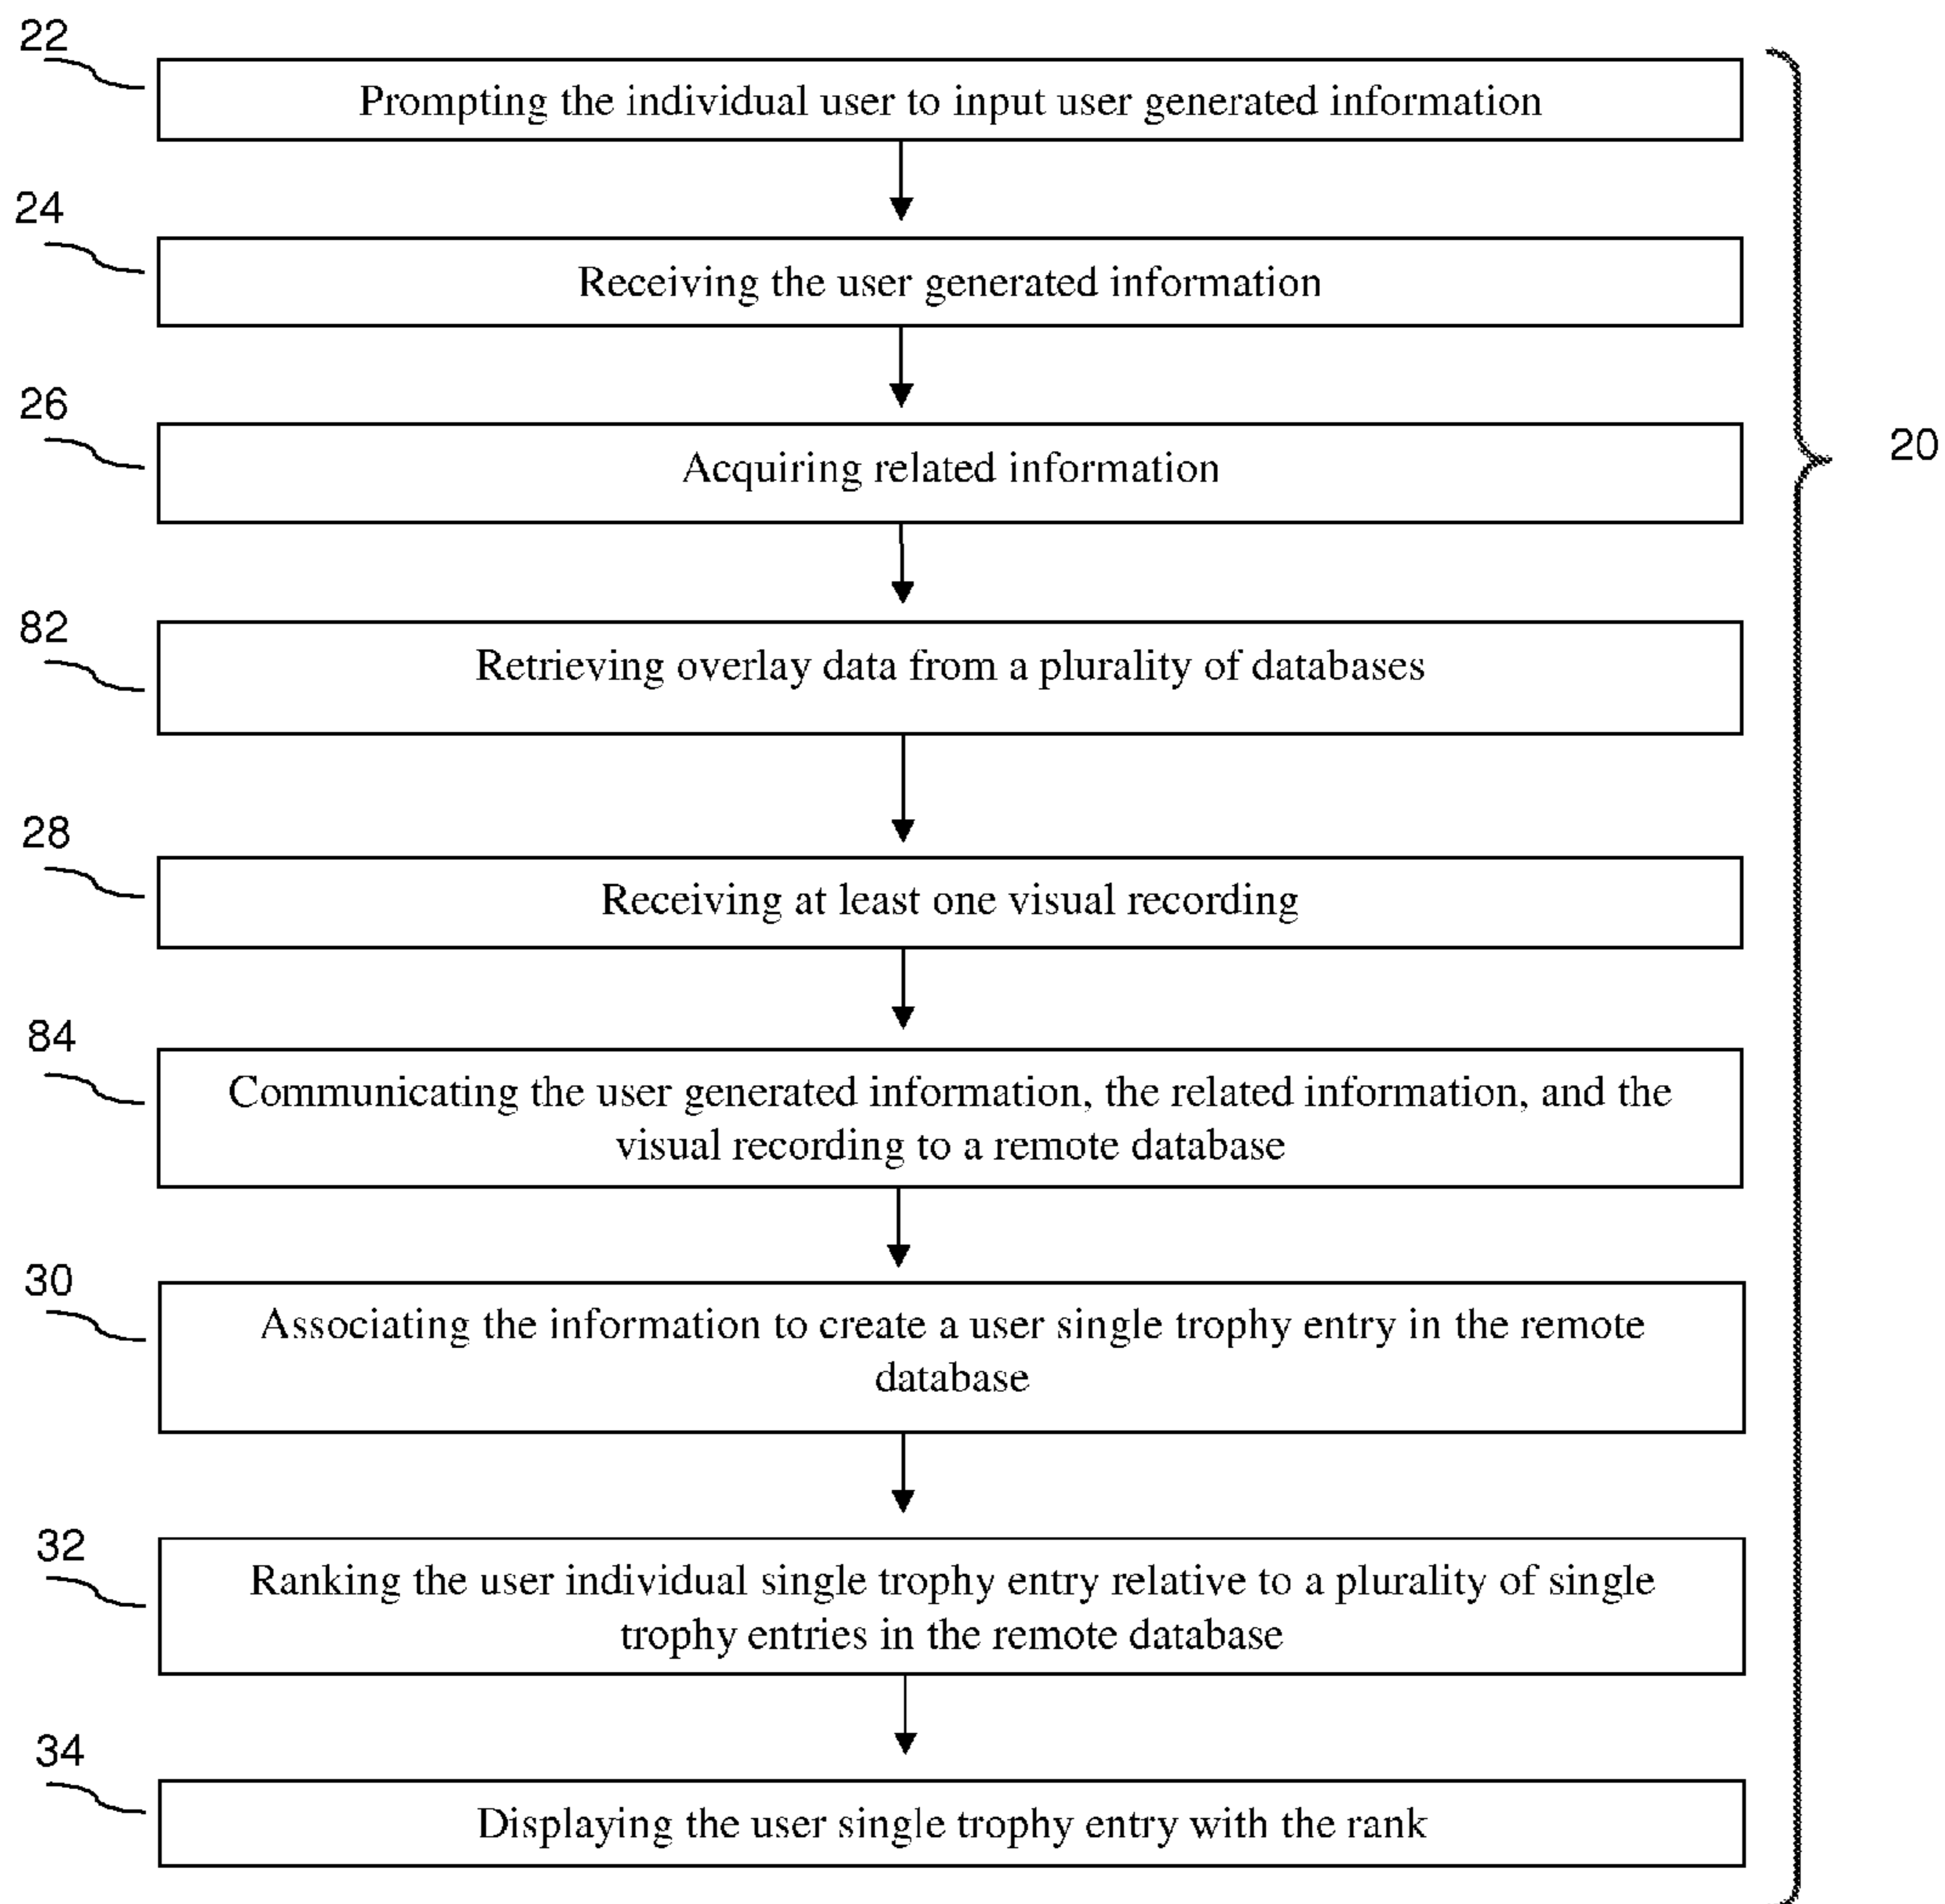 22
Prompting the individual user to input user generated information
24
Receiving the user generated information
26
Acquiring related information
20
82
Retrieving overlay data from a plurality of databases
28
Receiving at least one visual recording
84
Communicating the user generated information, the related information, and the
visual recording to a remote database
30
Associating the information to create a user single trophy entry in the remote
database
32
Ranking the user individual single trophy entry relative to a plurality of single
trophy entries in the remote database
34
Displaying the user single trophy entry with the rank